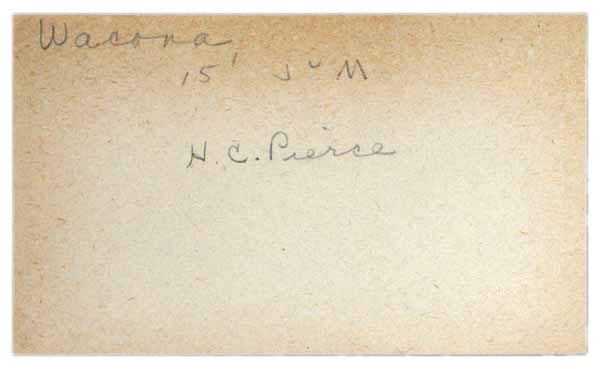 Wacona,
15' J & M
H. C. Pierce